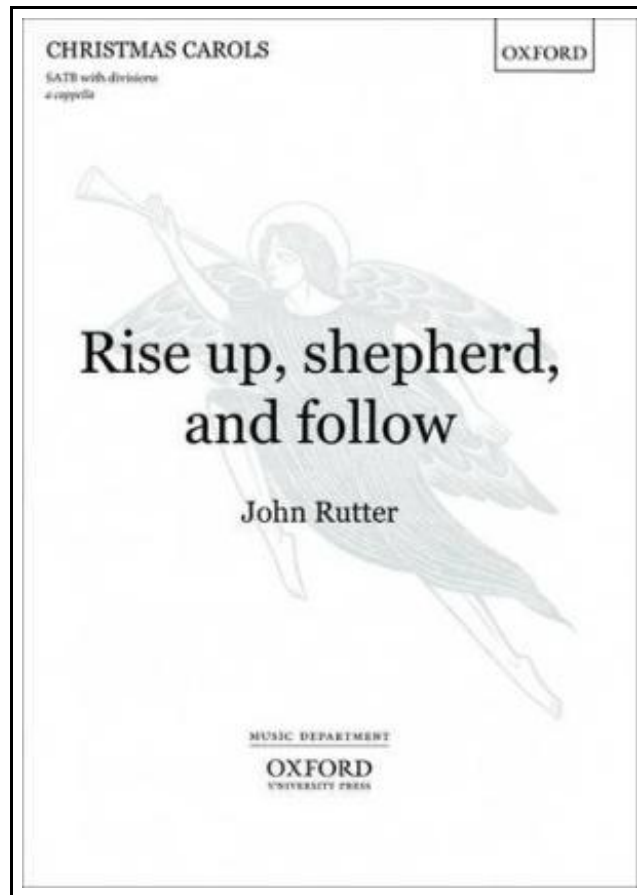 CHRISTMAS CAROLS
SATB with divisions
a cappella
OXFORD
Rise up, shepherd,
and follow
John Rutter
MUSIC DEPARTMENT
OXFORD
UNIVERSITY PRESS